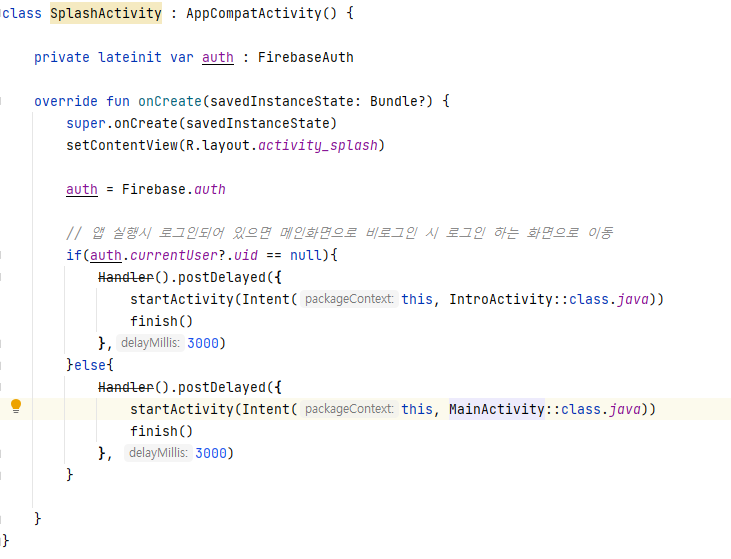 class SplashActivity : AppCompatActivity() {
private lateinit var auth : FirebaseAuth
override fun onCreate(savedInstanceState: Bundle?) {
super.onCreate(savedInstanceState)
setContentView(R.layout.activity_splash)
auth = Firebase.auth
// 앱 실행시 로그인되어 있으면 메인화면으로 비로그인 시 로그인 하는 화면으로 이동
if(auth.currentUser?.uid == null){
Handler().postDelayed({
startActivity(Intent( packageContext: this, IntroActivity::class.java))
finish()
}, delayMillis: 3000)
}else{
Handler().postDelayed({
startActivity(Intent( packageContext: this, MainActivity::class.java))
finish()
}, delayMillis: 3000)
}
}
}